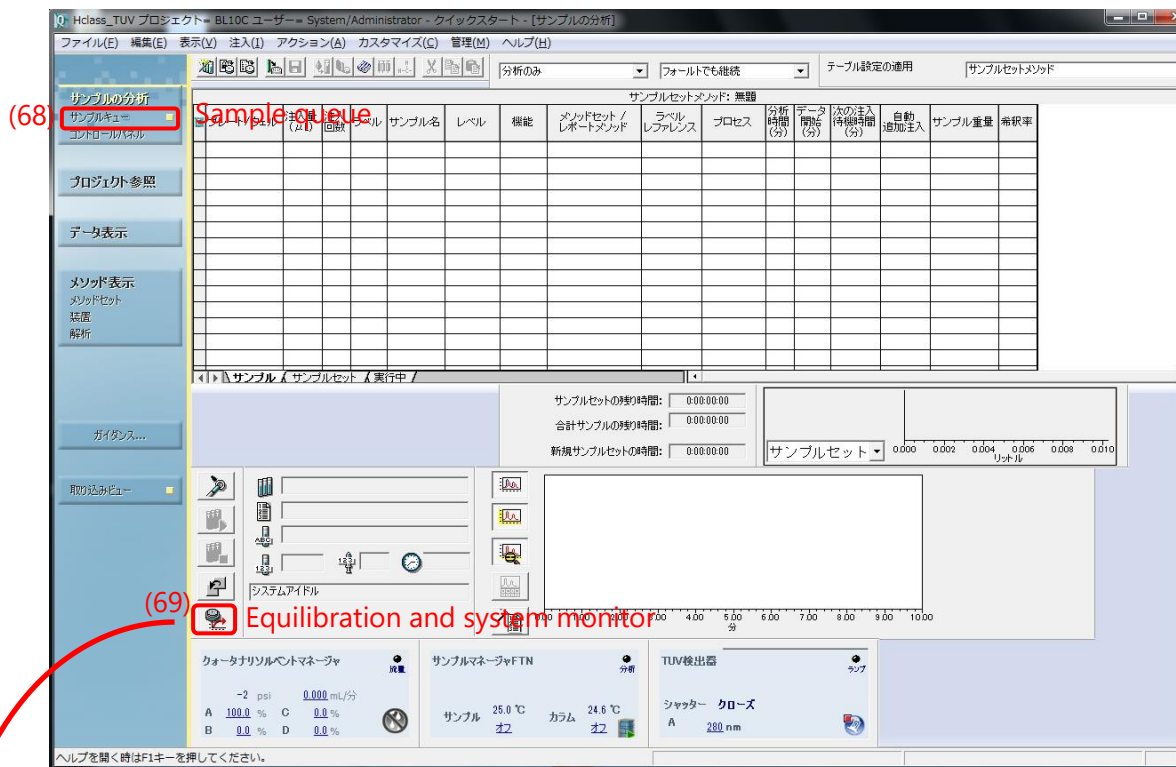 Hclass_TUV プロジェクト= BL10C ユーザー= System/Administrator - クイックスタート - [サンプルの分析]
ファイル(F) 編集(E) 表示(V) 注入(I) アクション(A) カスタマイズ(C) 管理(M) ヘルプ(H)
分析のみ フォールトでも継続 テーブル設定の適用 サンプルセットメソッド
サンプルの分析
(68) サンプルキュー Sample queue
コントロールパネル
プロジェクト参照
データ表示
メソッド表示
メソッドセット
装置
解析
ガイダンス...
取り込みビュー
サンプルセットメソッド: 無題
プレート/ウェル 注入量 (μl) 注入 回数 ラベル サンプル名 レベル 機能 メソッドセット / レポートメソッド ラベル レファレンス プロセス 分析 時間 (分) データ 開始 (分) 次の注入 待機時間 (分) 自動 追加注入 サンプル重量 希釈率
サンプル サンプルセット 実行中
サンプルセットの残り時間: 0:00:00:00
合計サンプルの残り時間: 0:00:00:00
新規サンプルセットの時間: 0:00:00:00
サンプルセット
0.000 0.002 0.004 0.006 0.008 0.010
リットル
システムアイドル
(69) Equilibration and system monitor
4.00 5.00 6.00 7.00 8.00 9.00 10.00
分
クォータナリソルベントマネージャ 流量
-2 psi 0.000 mL/分
A 100.0 % C 0.0 %
B 0.0 % D 0.0 %
サンプルマネージャFTN 分析
サンプル 25.0 ℃ カラム 24.6 ℃
オフ オフ
TUV検出器 ランプ
シャッター クローズ
A 280 nm
ヘルプを開く時はF1キーを押してください。